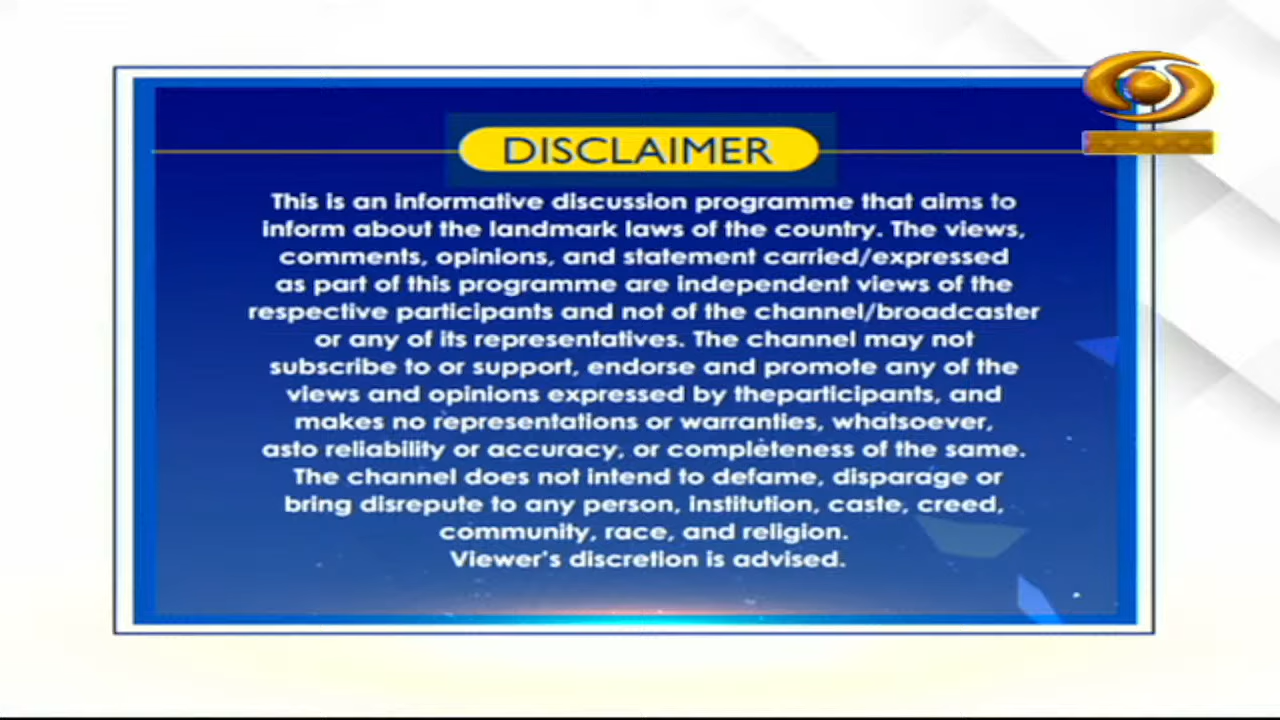 DISCLAIMER
This is an informative discussion programme that aims to
inform about the landmark laws of the country. The views,
comments, opinions, and statement carried/expressed
as part of this programme are independent views of the
respective participants and not of the channel/broadcaster
or any of its representatives. The channel may not
subscribe to or support, endorse and promote any of the
views and opinions expressed by theparticipants, and
makes no representations or warranties, whatsoever,
asto reliability or accuracy, or completeness of the same.
The channel does not intend to defame, disparage or
bring disrepute to any person, institution, caste, creed,
community, race, and religion.
Viewer's discretion is advised.